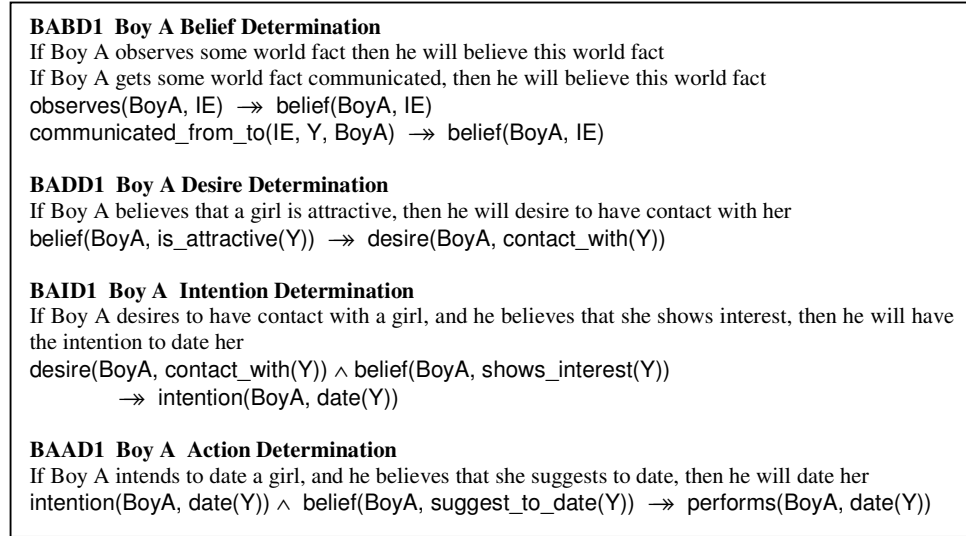 BABD1 Boy A Belief Determination
If Boy A observes some world fact then he will believe this world fact
If Boy A gets some world fact communicated, then he will believe this world fact
observes(BoyA, IE) →» belief(BoyA, IE)
communicated_from_to(IE, Y, BoyA) →» belief(BoyA, IE)
BADD1 Boy A Desire Determination
If Boy A believes that a girl is attractive, then he will desire to have contact with her
belief(BoyA, is_attractive(Y)) →» desire(BoyA, contact_with(Y))
BAID1 Boy A Intention Determination
If Boy A desires to have contact with a girl, and he believes that she shows interest, then he will have
the intention to date her
desire(BoyA, contact_with(Y)) ∧ belief(BoyA, shows_interest(Y))
→» intention(BoyA, date(Y))
BAAD1 Boy A Action Determination
If Boy A intends to date a girl, and he believes that she suggests to date, then he will date her
intention(BoyA, date(Y)) ∧ belief(BoyA, suggest_to_date(Y)) →» performs(BoyA, date(Y))